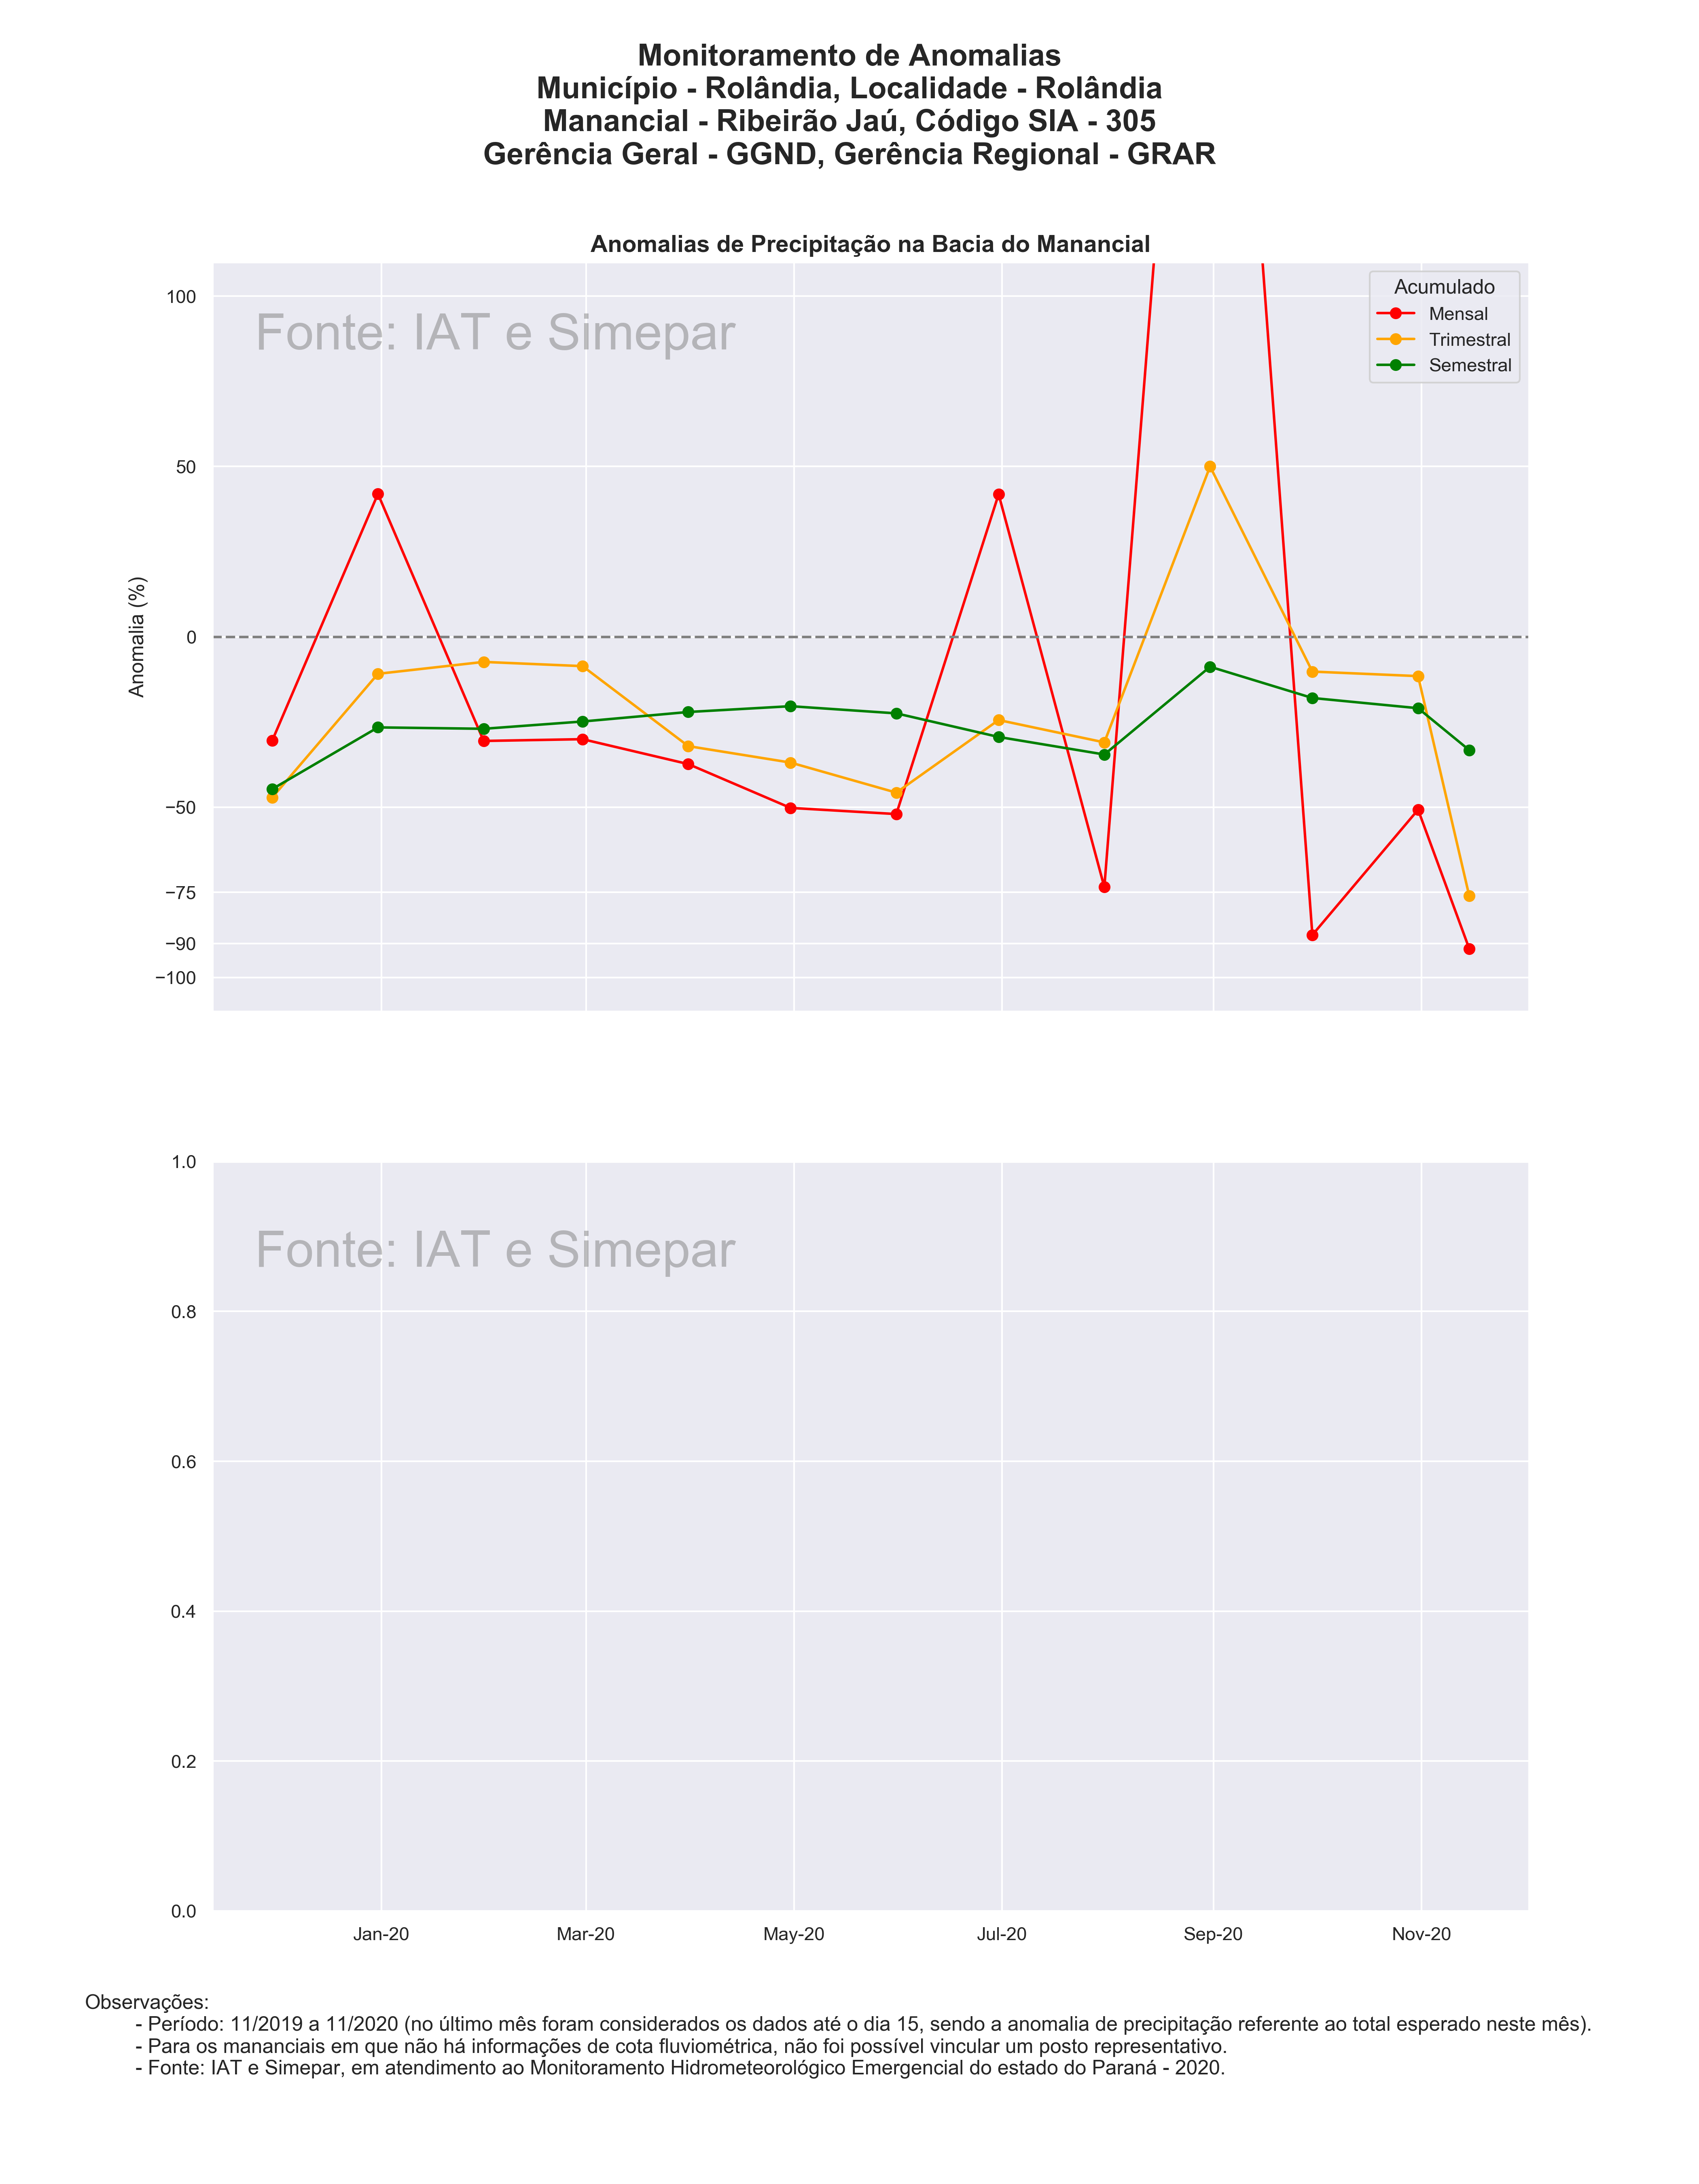 Monitoramento de Anomalias
Município - Rolândia, Localidade - Rolândia
Manancial - Ribeirão Jaú, Código SIA - 305
Gerência Geral - GGND, Gerência Regional - GRAR
Anomalias de Precipitação na Bacia do Manancial
Fonte: IAT e Simepar
Acumulado
Mensal
Trimestral
Semestral
Anomalia (%)
100
50
0
−50
−75
−90
−100
Fonte: IAT e Simepar
1.0
0.8
0.6
0.4
0.2
0.0
Jan-20 Mar-20 May-20 Jul-20 Sep-20 Nov-20
Observações:
- Período: 11/2019 a 11/2020 (no último mês foram considerados os dados até o dia 15, sendo a anomalia de precipitação referente ao total esperado neste mês).
- Para os mananciais em que não há informações de cota fluviométrica, não foi possível vincular um posto representativo.
- Fonte: IAT e Simepar, em atendimento ao Monitoramento Hidrometeorológico Emergencial do estado do Paraná - 2020.